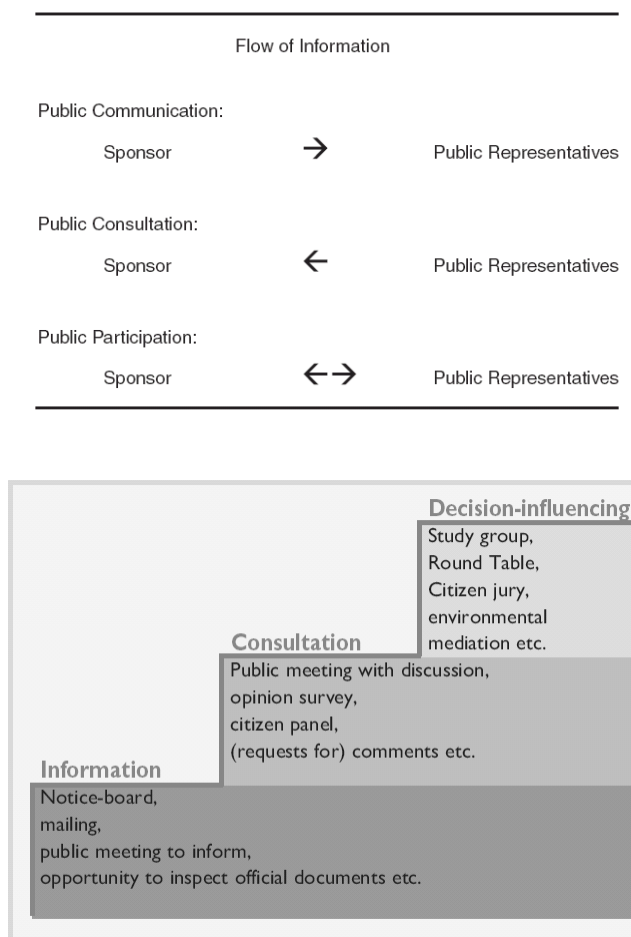 Flow of Information
Public Communication:
Sponsor → Public Representatives
Public Consultation:
Sponsor ← Public Representatives
Public Participation:
Sponsor ←→ Public Representatives
Decision-influencing
Study group,
Round Table,
Citizen jury,
environmental
mediation etc.
Consultation
Public meeting with discussion,
opinion survey,
citizen panel,
(requests for) comments etc.
Information
Notice-board,
mailing,
public meeting to inform,
opportunity to inspect official documents etc.